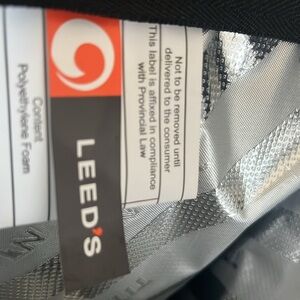 LEED'S
Not to be removed until
delivered to the consumer
This label is affixed in compliance
with Provincial Law
Content
Polyethylene Foam